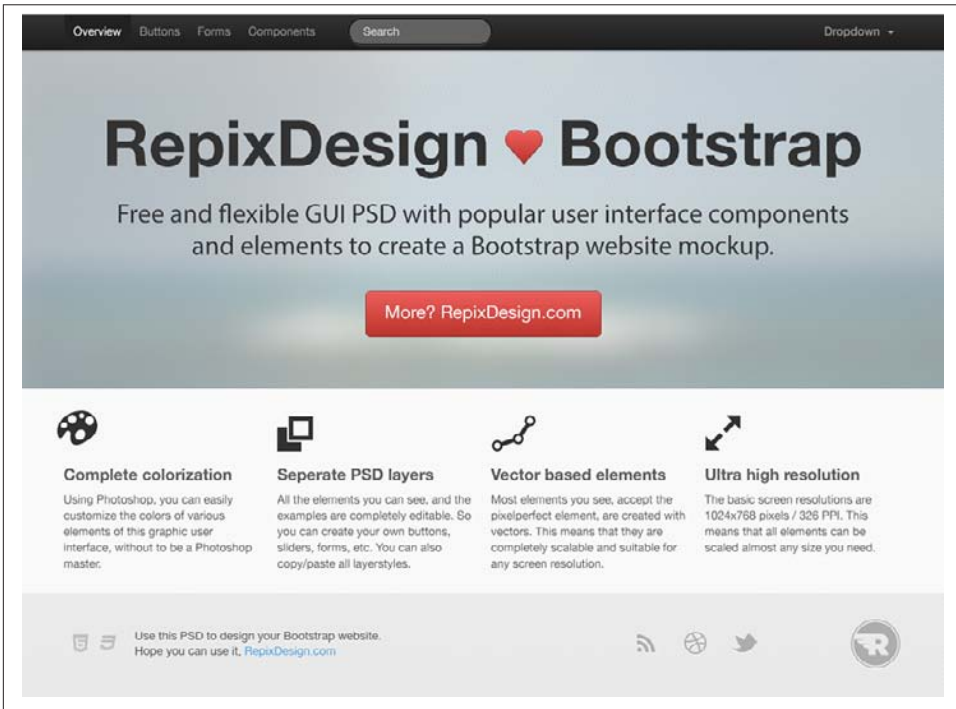 Overview Buttons Forms Components Search Dropdown
RepixDesign Bootstrap
Free and flexible GUI PSD with popular user interface components
and elements to create a Bootstrap website mockup.
More? RepixDesign.com
Complete colorization
Using Photoshop, you can easily
customize the colors of various
elements of this graphic user
interface, without to be a Photoshop
master.
Seperate PSD layers
All the elements you can see, and the
examples are completely editable. So
you can create your own buttons,
sliders, forms, etc. You can also
copy/paste all layerstyles.
Vector based elements
Most elements you see, accept the
pixelperfect element, are created with
vectors. This means that they are
completely scalable and suitable for
any screen resolution.
Ultra high resolution
The basic screen resolutions are
1024x768 pixels / 326 PPI. This
means that all elements can be
scaled almost any size you need.
Use this PSD to design your Bootstrap website.
Hope you can use it, RepixDesign.com
R